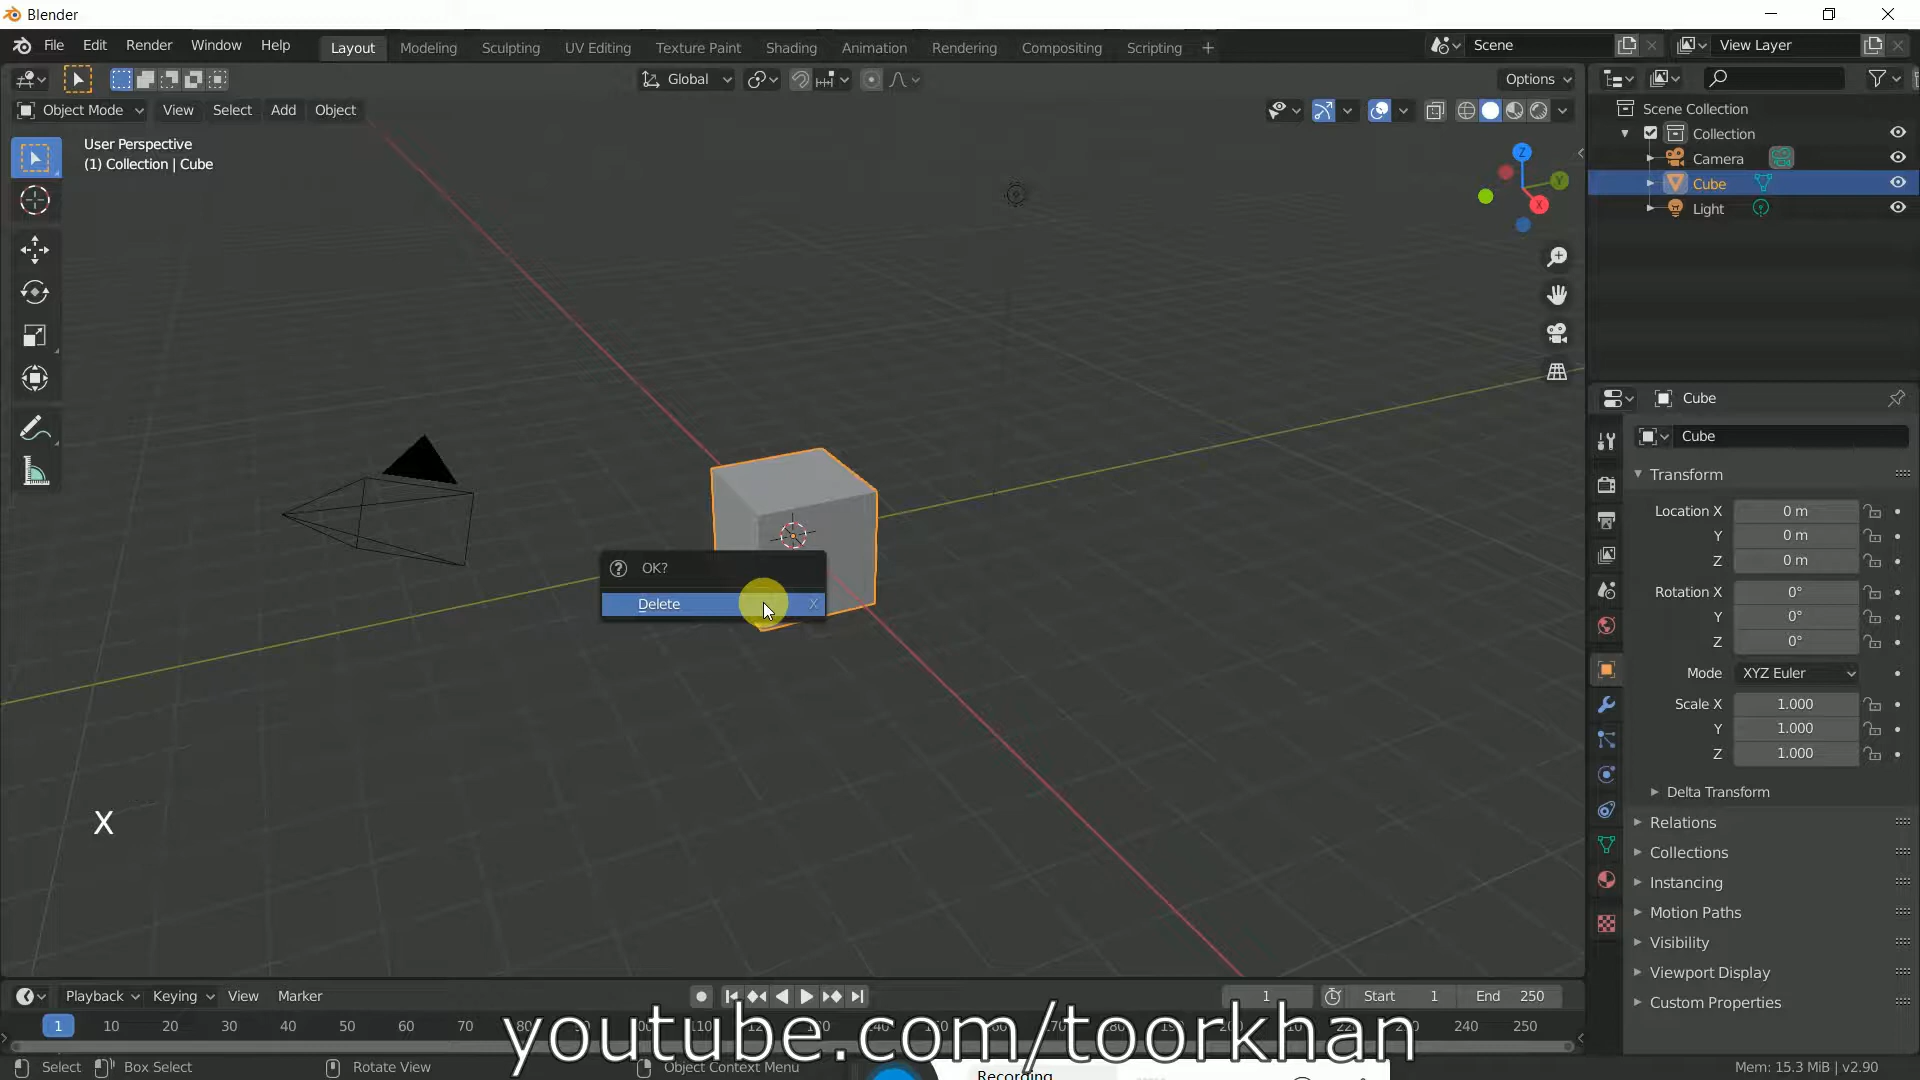 Blender
File Edit Render Window Help Layout Modeling Sculpting UV Editing Texture Paint Shading Animation Rendering Compositing Scripting + Scene View Layer
Global Options
Object Mode View Select Add Object
User Perspective
(1) Collection | Cube
Z
Y
X
Scene Collection
Collection
Camera
Cube
Light
Cube
Cube
Transform
Location X 0 m
Y 0 m
Z 0 m
Rotation X 0°
Y 0°
Z 0°
Mode XYZ Euler
Scale X 1.000
Y 1.000
Z 1.000
Delta Transform
Relations
Collections
Instancing
Motion Paths
Visibility
Viewport Display
Custom Properties
OK?
Delete X
X
Playback Keying View Marker 1 Start 1 End 250
1 10 20 30 40 50 60 70 240 250
youtube.com/toorkhan
Select Box Select Rotate View Object Context Menu Mem: 15.3 MiB | v2.90
Recording